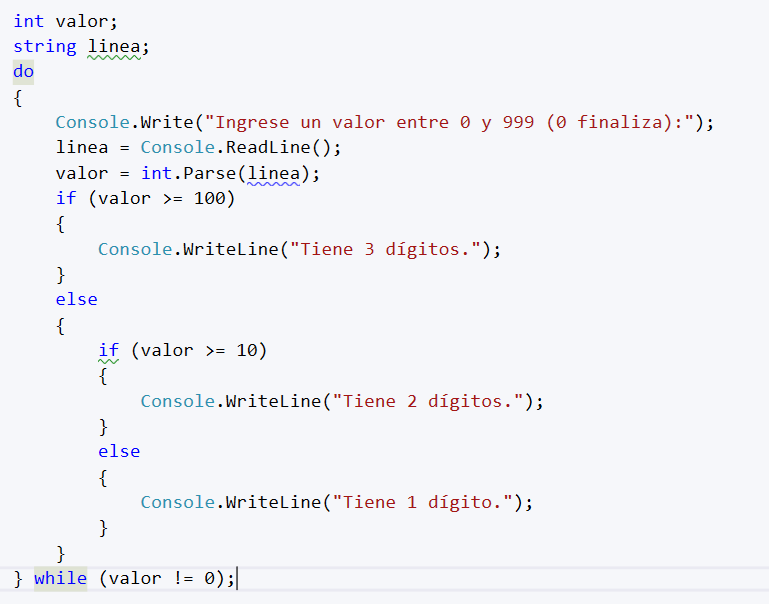 int valor;
string linea;
do
{
    Console.Write("Ingrese un valor entre 0 y 999 (0 finaliza):");
    linea = Console.ReadLine();
    valor = int.Parse(linea);
    if (valor >= 100)
    {
        Console.WriteLine("Tiene 3 dígitos.");
    }
    else
    {
        if (valor >= 10)
        {
            Console.WriteLine("Tiene 2 dígitos.");
        }
        else
        {
            Console.WriteLine("Tiene 1 dígito.");
        }
    }
} while (valor != 0);